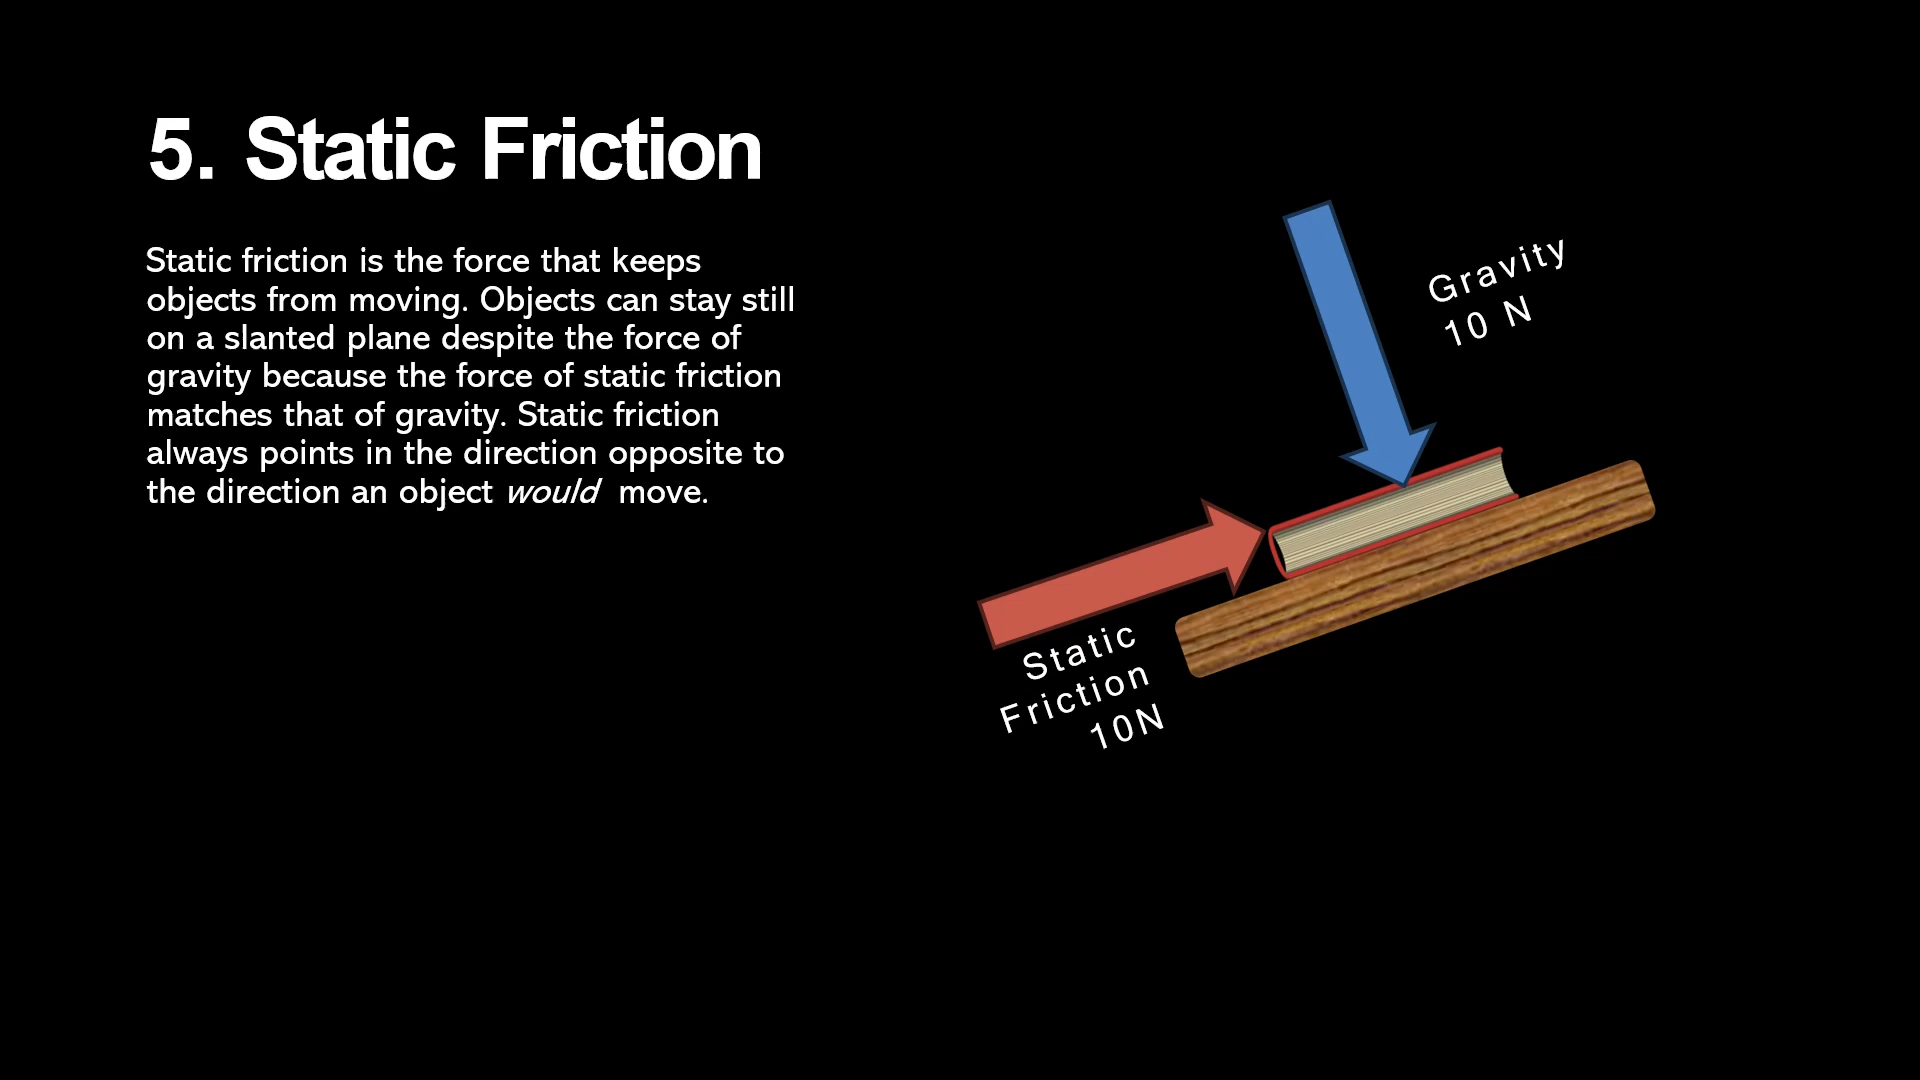 5. Static Friction
Static friction is the force that keeps
objects from moving. Objects can stay still
on a slanted plane despite the force of
gravity because the force of static friction
matches that of gravity. Static friction
always points in the direction opposite to
the direction an object would move.
Gravity
10 N
Static
Friction
10N